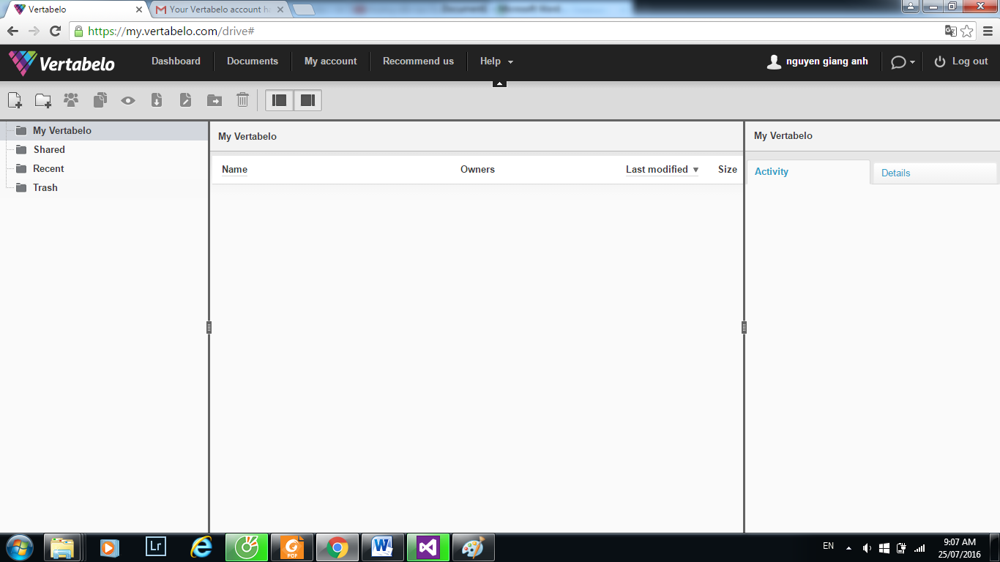 Vertabelo
Your Vertabelo account ha
https://my.vertabelo.com/drive#
Vertabelo Dashboard Documents My account Recommend us Help nguyen giang anh Log out
My Vertabelo
Shared
Recent
Trash
My Vertabelo
Name Owners Last modified Size
My Vertabelo
Activity Details
Lr
PDF
EN
9:07 AM
25/07/2016